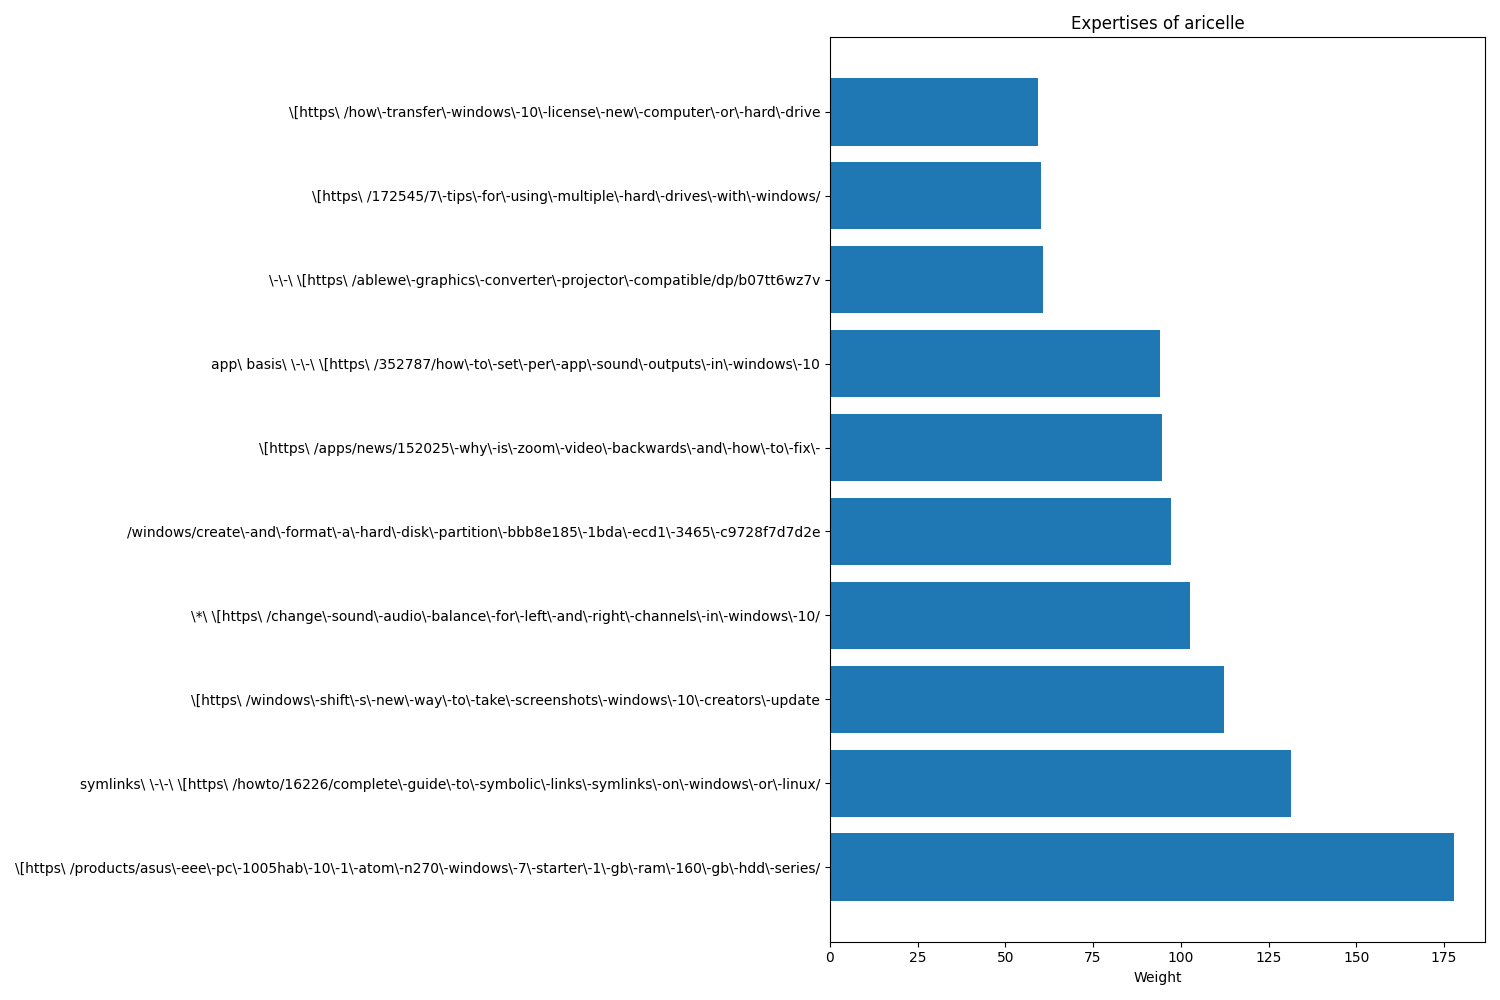 Expertises of aricelle
\[https\ /how\-transfer\-windows\-10\-license\-new\-computer\-or\-hard\-drive
\[https\ /172545/7\-tips\-for\-using\-multiple\-hard\-drives\-with\-windows/
\-\-\ \[https\ /ablewe\-graphics\-converter\-projector\-compatible/dp/b07tt6wz7v
app\ basis\ \-\-\ \[https\ /352787/how\-to\-set\-per\-app\-sound\-outputs\-in\-windows\-10
\[https\ /apps/news/152025\-why\-is\-zoom\-video\-backwards\-and\-how\-to\-fix\-
/windows/create\-and\-format\-a\-hard\-disk\-partition\-bbb8e185\-1bda\-ecd1\-3465\-c9728f7d7d2e
\*\ \[https\ /change\-sound\-audio\-balance\-for\-left\-and\-right\-channels\-in\-windows\-10/
\[https\ /windows\-shift\-s\-new\-way\-to\-take\-screenshots\-windows\-10\-creators\-update
symlinks\ \-\-\ \[https\ /howto/16226/complete\-guide\-to\-symbolic\-links\-symlinks\-on\-windows\-or\-linux/
\[https\ /products/asus\-eee\-pc\-1005hab\-10\-1\-atom\-n270\-windows\-7\-starter\-1\-gb\-ram\-160\-gb\-hdd\-series/
0 25 50 75 100 125 150 175
Weight